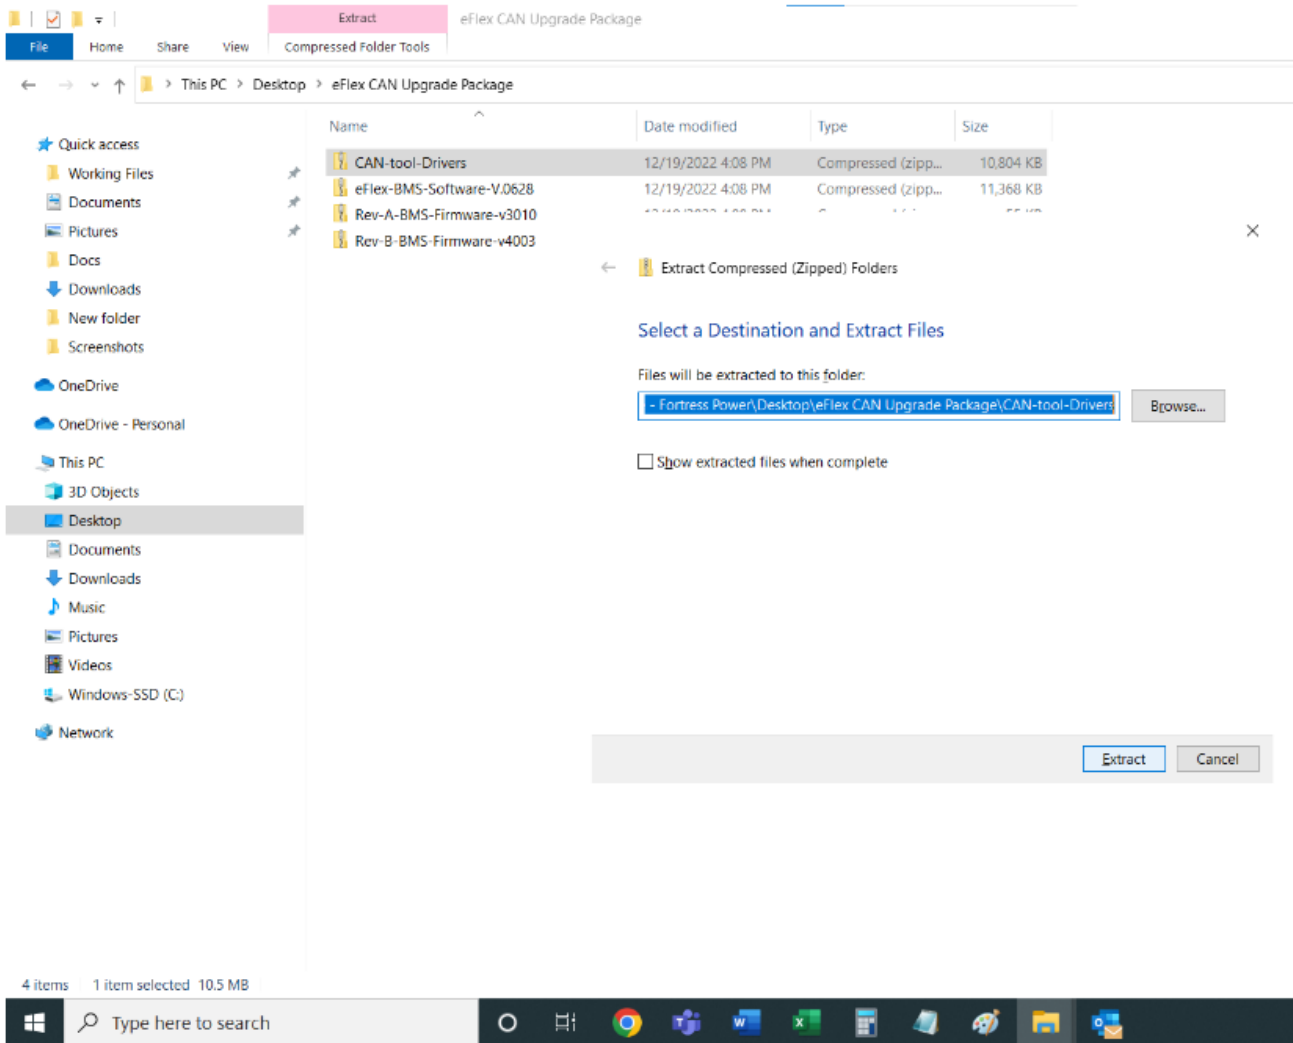 Extract
eFlex CAN Upgrade Package
File
Home
Share
View
Compressed Folder Tools
This PC > Desktop > eFlex CAN Upgrade Package
Name
Date modified
Type
Size
Quick access
Working Files
Documents
Pictures
Docs
Downloads
New folder
Screenshots
OneDrive
OneDrive - Personal
This PC
3D Objects
Desktop
Documents
Downloads
Music
Pictures
Videos
Windows-SSD (C:)
Network
CAN-tool-Drivers 12/19/2022 4:08 PM Compressed (zipp... 10,804 KB
eFlex-BMS-Software-V.0628 12/19/2022 4:08 PM Compressed (zipp... 11,368 KB
Rev-A-BMS-Firmware-v3010
Rev-B-BMS-Firmware-v4003
Extract Compressed (Zipped) Folders
Select a Destination and Extract Files
Files will be extracted to this folder:
- Fortress Power\Desktop\eFlex CAN Upgrade Package\CAN-tool-Drivers
Browse...
Show extracted files when complete
Extract
Cancel
4 items
1 item selected 10.5 MB
Type here to search